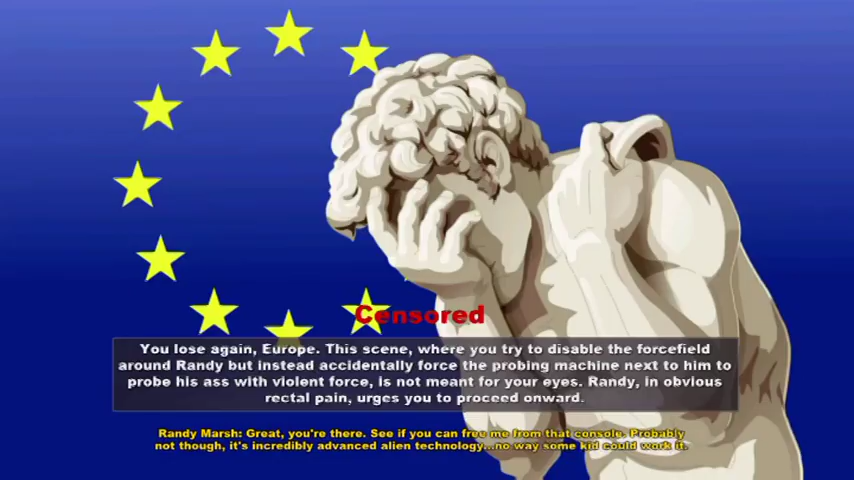 Censored
You lose again, Europe. This scene, where you try to disable the forcefield
around Randy but instead accidentally force the probing machine next to him to
probe his ass with violent force, is not meant for your eyes. Randy, in obvious
rectal pain, urges you to proceed onward.
Randy Marsh: Great, you're there. See if you can free me from that console. Probably
not though, it's incredibly advanced alien technology...no way some kid could work it.